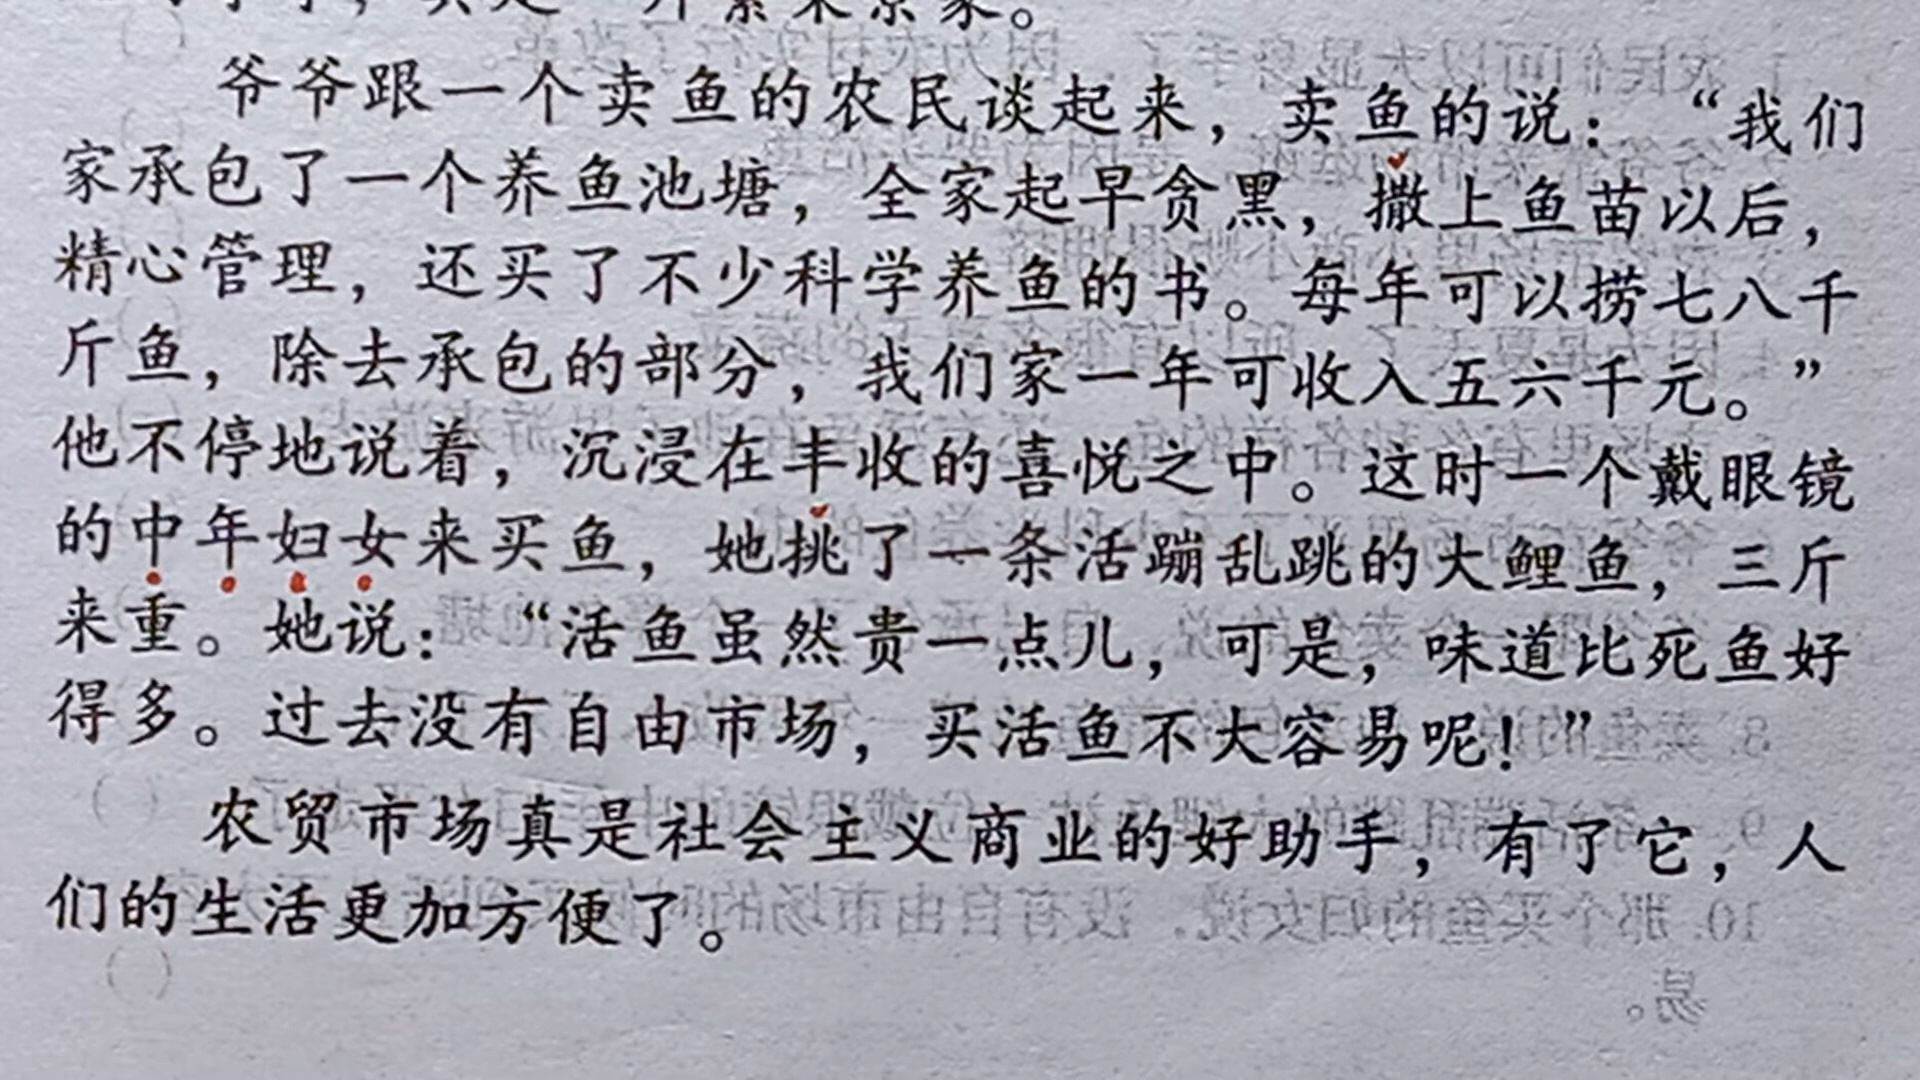 繁荣景象。
爷爷跟一个卖鱼的农民谈起来，卖鱼的说：“我们
家承包了一个养鱼池塘，全家起早贪黑，撒上鱼苗以后，
精心管理，还买了不少科学养鱼的书。每年可以捞七八千
斤鱼，除去承包的部分，我们家一年可收入五六千元。”
他不停地说着，沉浸在丰收的喜悦之中。这时一个戴眼镜
的中年妇女来买鱼，她挑了一条活蹦乱跳的大鲤鱼，三斤
来重。她说：“活鱼虽然贵一点儿，可是，味道比死鱼好
得多。过去没有自由市场，买活鱼不大容易呢！”
农贸市场真是社会主义商业的好助手，有了它，人
们的生活更加方便了。